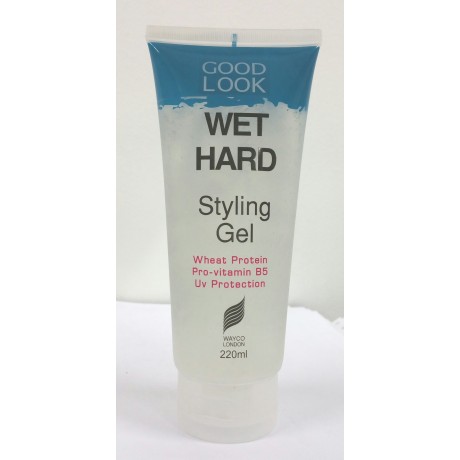 GOOD
LOOK
WET
HARD
Styling
Gel
Wheat Protein
Pro-vitamin B5
Uv Protection
WAYCO
LONDON
220ml